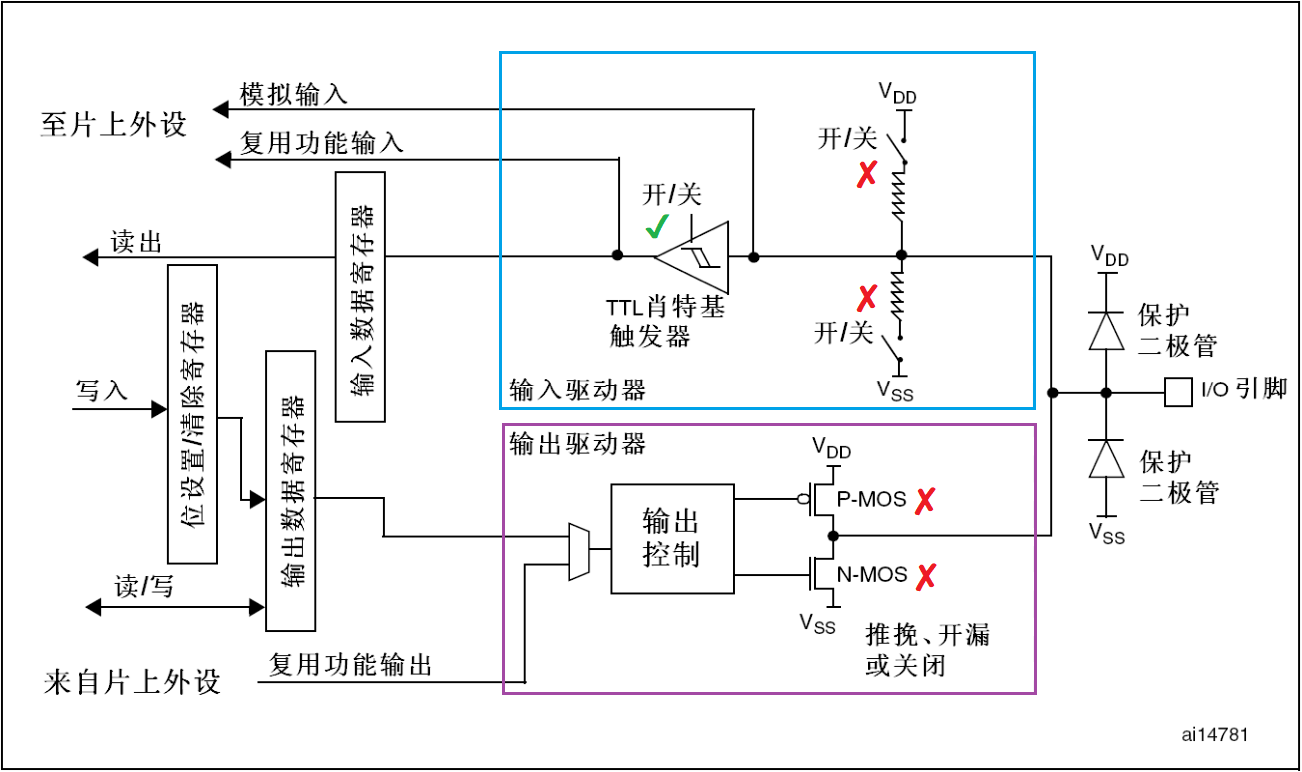 模拟输入
至片上外设
复用功能输入
读出
写入
位设置/清除寄存器
输入数据寄存器
输出数据寄存器
读/写
来自片上外设
复用功能输出
开/关
TTL肖特基
触发器
VDD
开/关
开/关
VSS
输入驱动器
输出驱动器
输出
控制
VDD
P-MOS
N-MOS
VSS
推挽、开漏
或关闭
VDD
保护
二极管
I/O 引脚
保护
二极管
VSS
ai14781